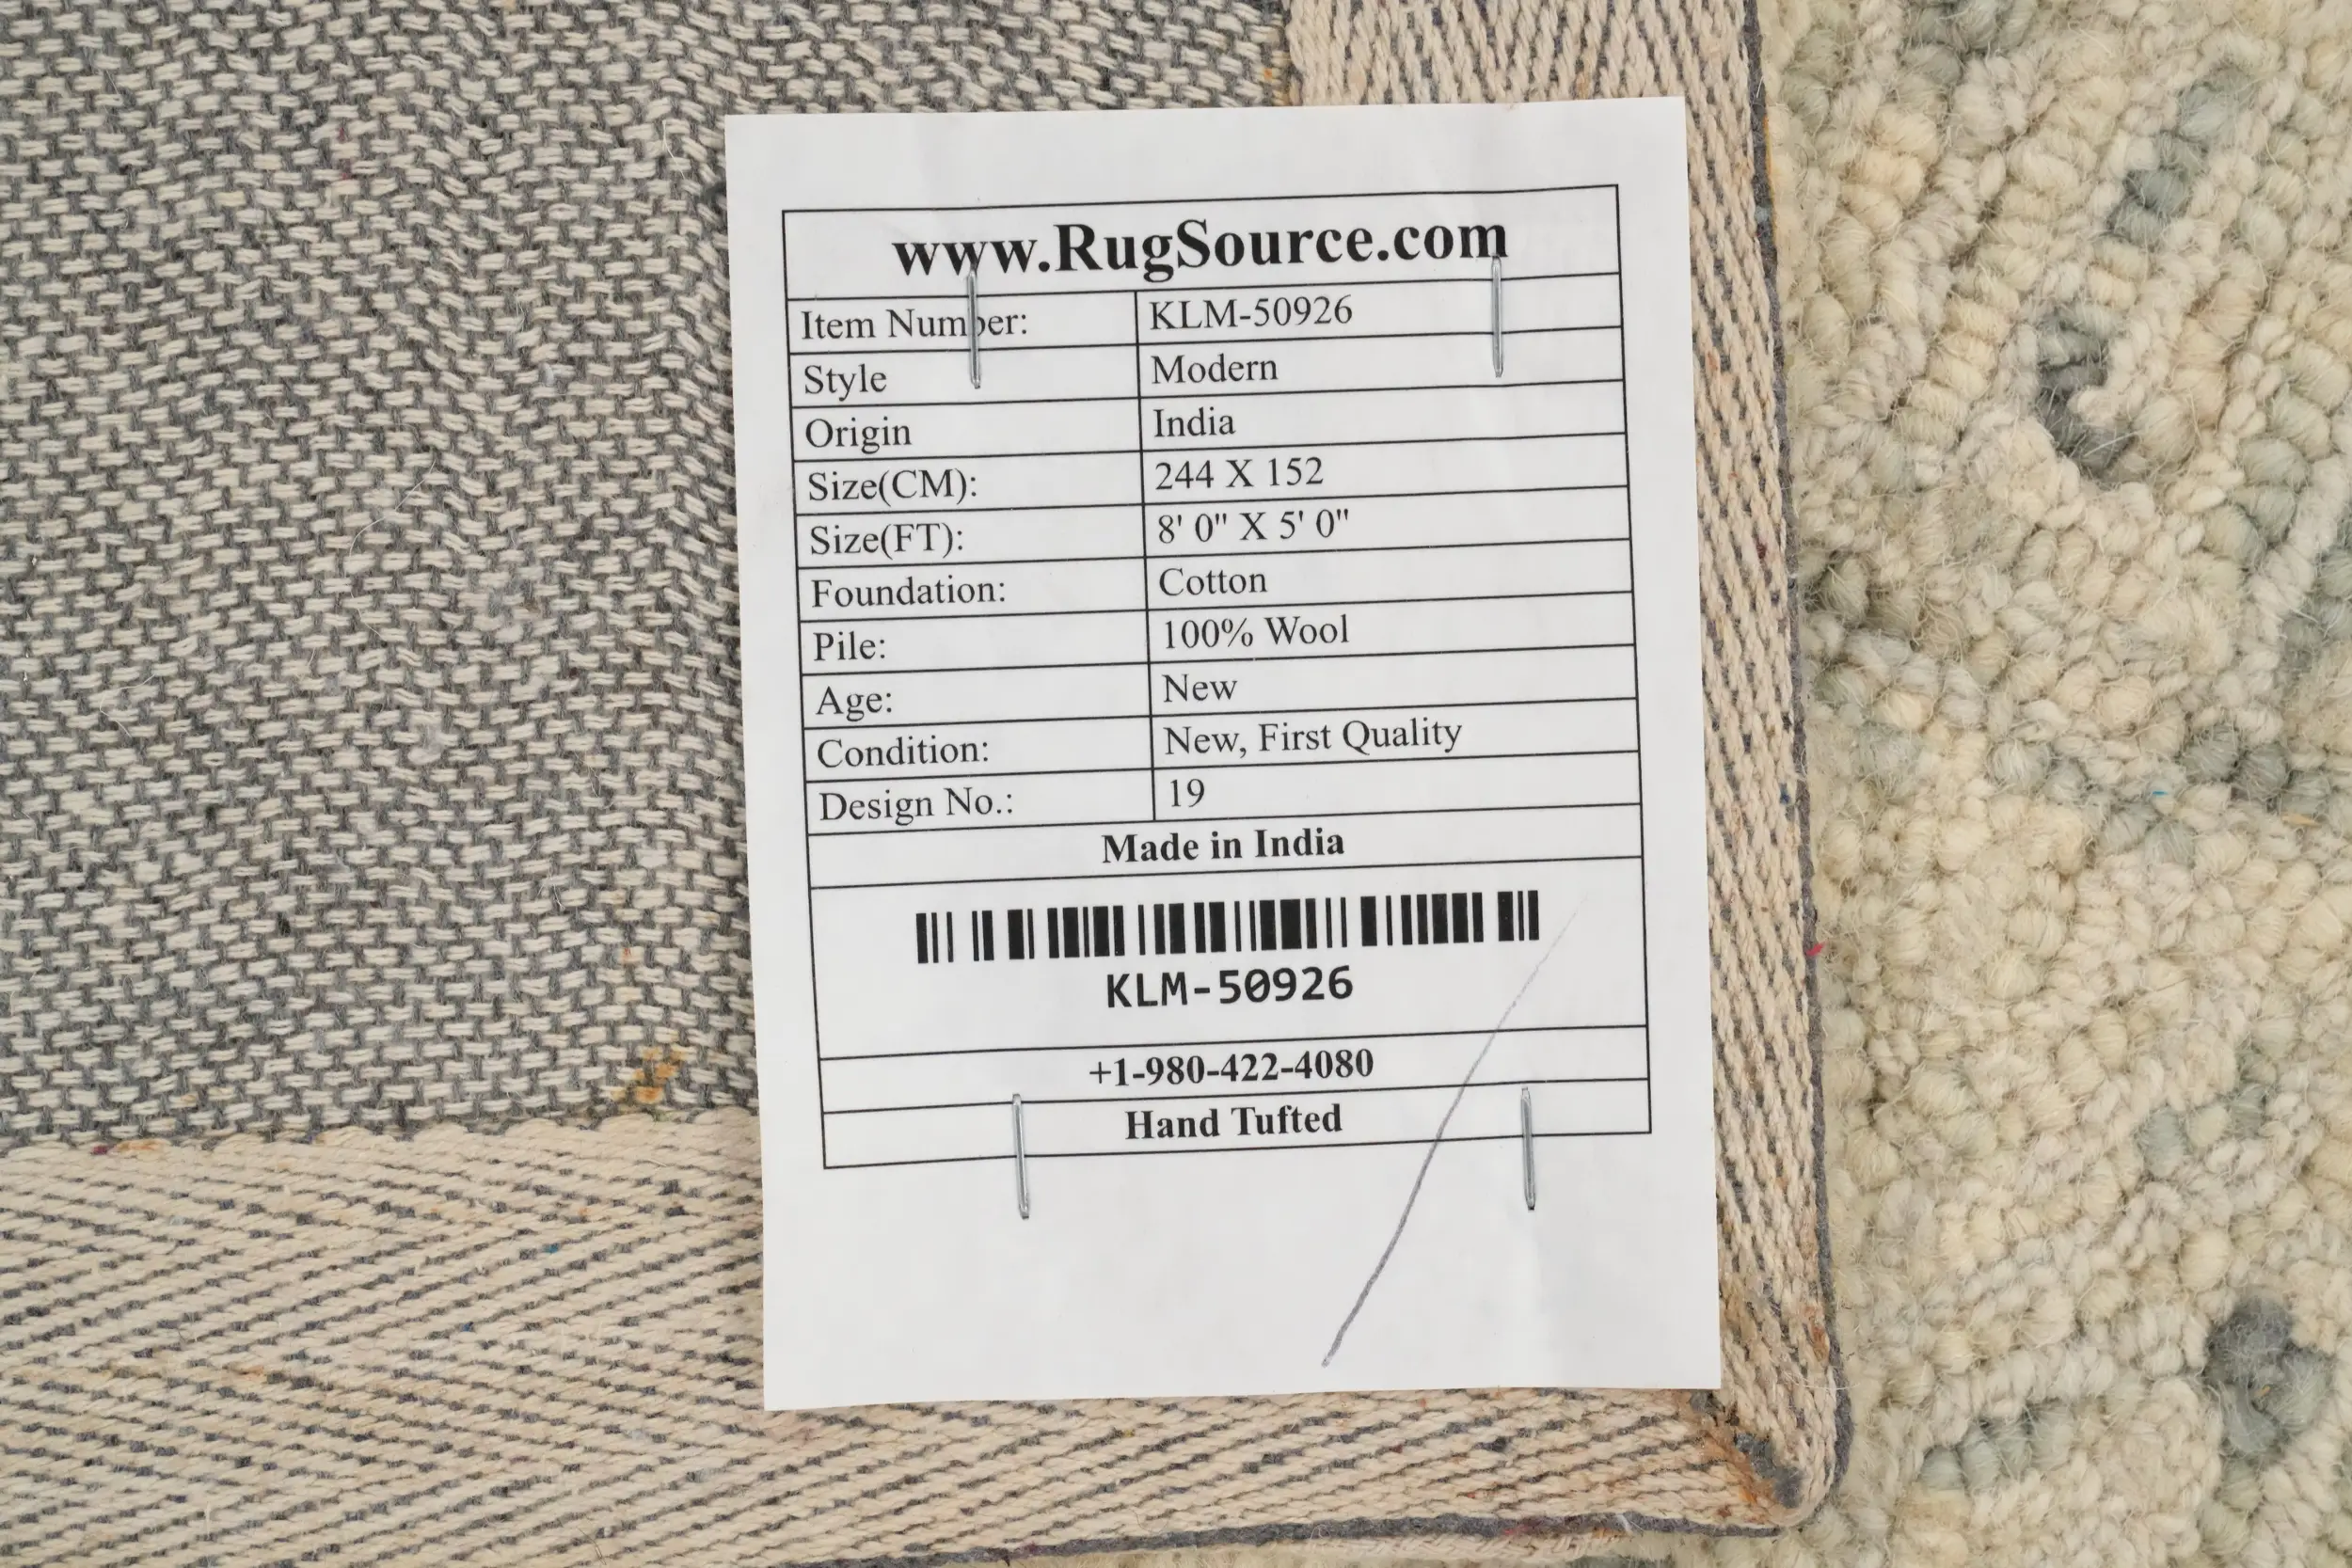 www.RugSource.com
Item Number: KLM-50926
Style Modern
Origin India
Size(CM): 244 X 152
Size(FT): 8' 0" X 5' 0"
Foundation: Cotton
Pile: 100% Wool
Age: New
Condition: New, First Quality
Design No.: 19
Made in India
KLM-50926
+1-980-422-4080
Hand Tufted